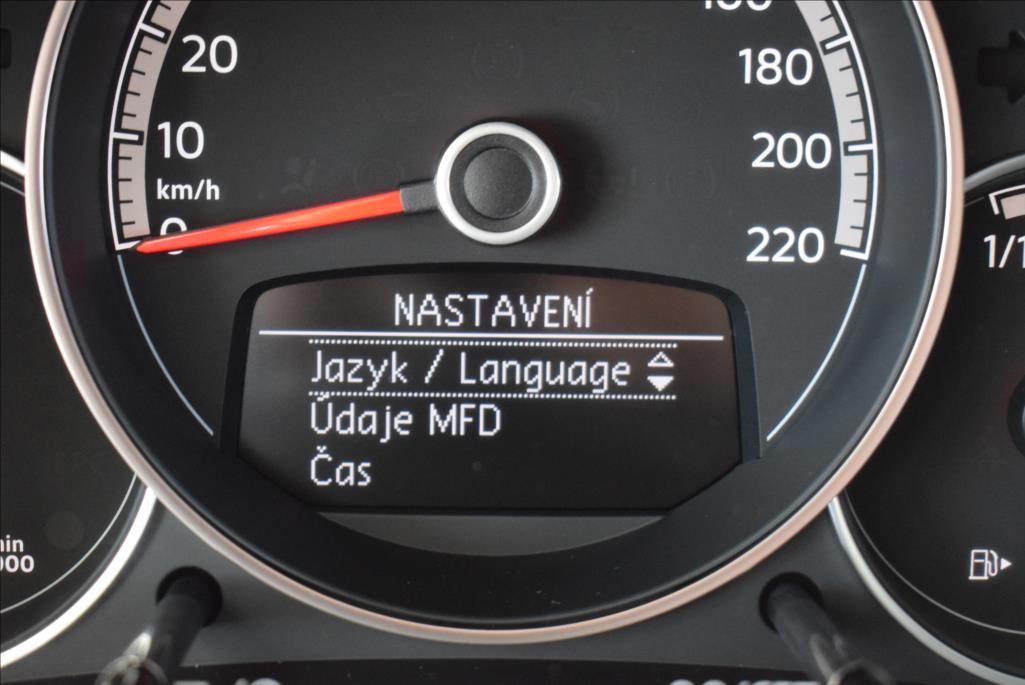 20
180
10
200
km/h
0
220
NASTAVENÍ
Jazyk / Language
Údaje MFD
Čas